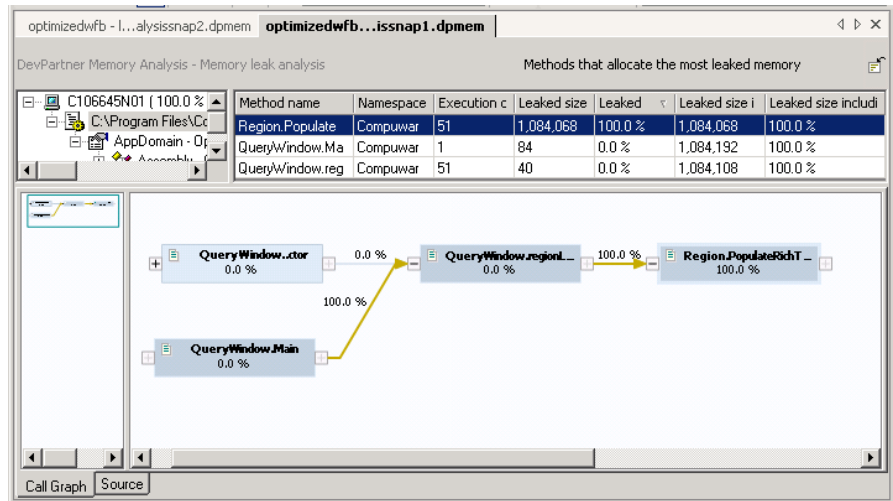 optimizedwfb - l...alysissnap2.dpmem optimizedwfb...issnap1.dpmem
DevPartner Memory Analysis - Memory leak analysis Methods that allocate the most leaked memory
C106645N01 ( 100.0 %
C:\Program Files\Co
AppDomain - Op
Method name Namespace Execution c Leaked size Leaked Leaked size i Leaked size includi
Region.Populate Compuwar 51 1,084,068 100.0 % 1,084,068 100.0 %
QueryWindow.Ma Compuwar 1 84 0.0 % 1,084,192 100.0 %
QueryWindow.reg Compuwar 51 40 0.0 % 1,084,108 100.0 %
QueryWindow..ctor
0.0 %
0.0 %
QueryWindow.regionL...
0.0 %
100.0 %
Region.PopulateRichT...
100.0 %
100.0 %
QueryWindow.Main
0.0 %
Call Graph Source